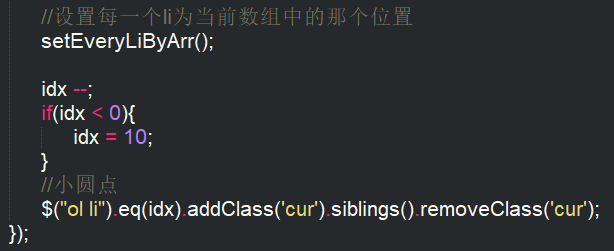 //设置每一个li为当前数组中的那个位置
setEveryLiByArr();
idx --;
if(idx < 0){
idx = 10;
}
//小圆点
$("ol li").eq(idx).addClass('cur').siblings().removeClass('cur');
});